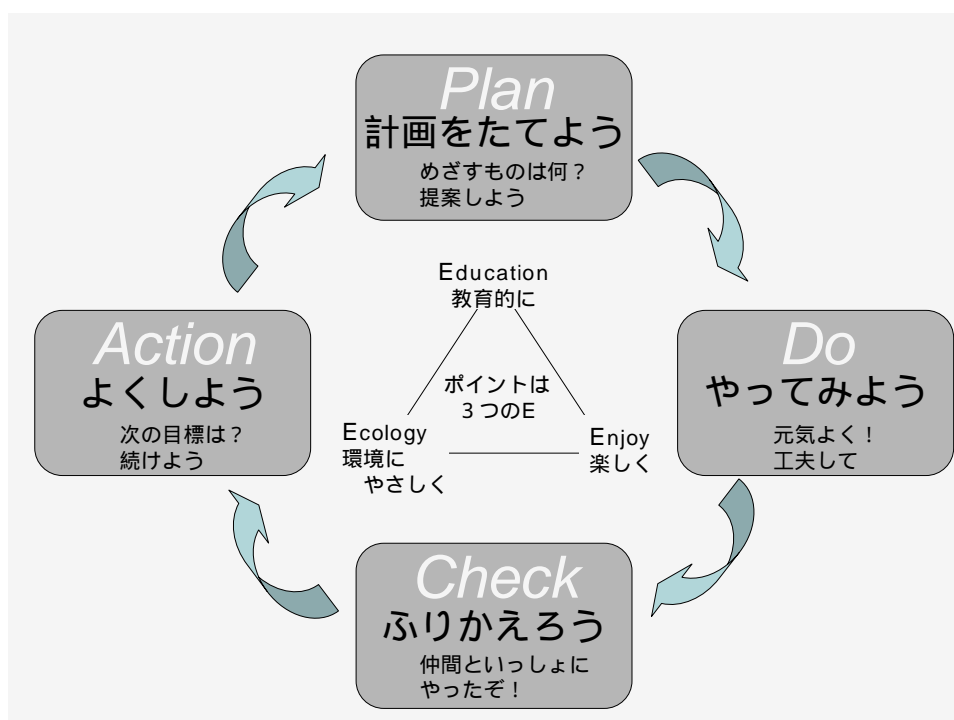 Plan
計画をたてよう
めざすものは何？
提案しよう
Education
教育的に
Action
よくしよう
次の目標は？
続けよう
ポイントは
３つのE
Do
やってみよう
元気よく！
工夫して
Ecology
環境に
やさしく
Enjoy
楽しく
Check
ふりかえろう
仲間といっしょに
やったぞ！